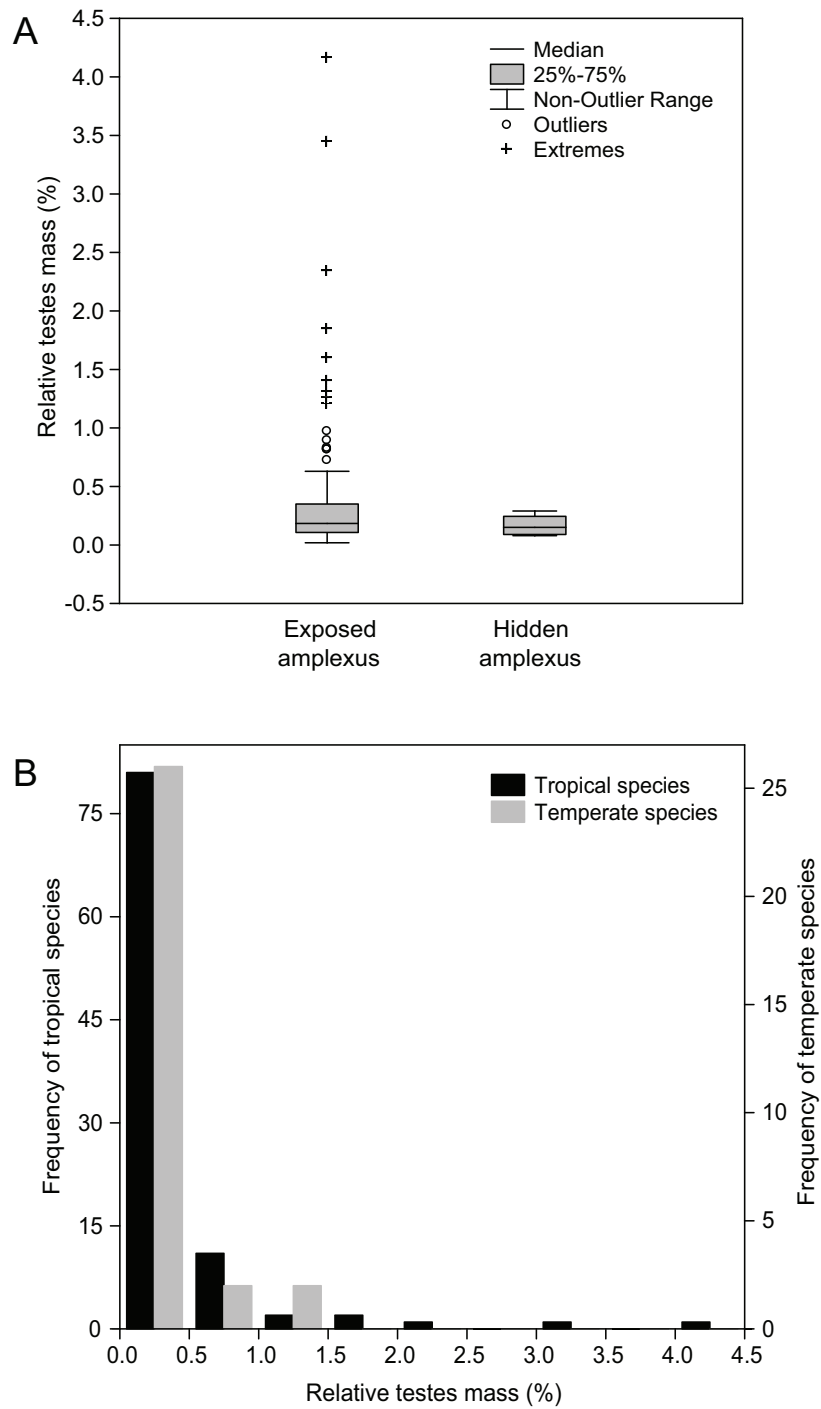 A
4.5
4.0
3.5
3.0
2.5
2.0
1.5
1.0
0.5
0.0
-0.5
Relative testes mass (%)
Median
25%-75%
Non-Outlier Range
Outliers
Extremes
Exposed
amplexus
Hidden
amplexus
B
75
60
45
30
15
0
Frequency of tropical species
Tropical species
Temperate species
25
20
15
10
5
0
Frequency of temperate species
0.0 0.5 1.0 1.5 2.0 2.5 3.0 3.5 4.0 4.5
Relative testes mass (%)